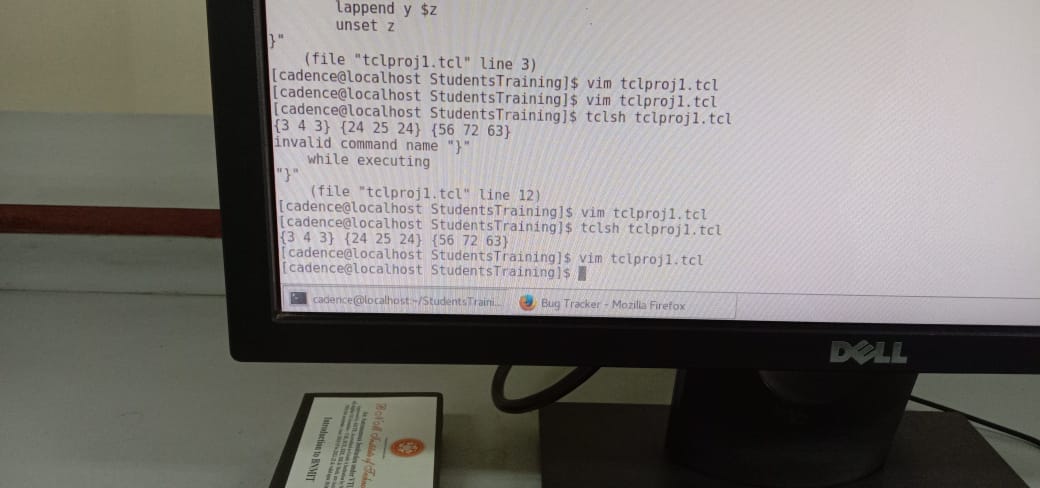 lappend y $z
unset z
}"
(file "tclproj1.tcl" line 3)
[cadence@localhost StudentsTraining]$ vim tclproj1.tcl
[cadence@localhost StudentsTraining]$ vim tclproj1.tcl
[cadence@localhost StudentsTraining]$ tclsh tclproj1.tcl
{3 4 3} {24 25 24} {56 72 63}
invalid command name "}"
while executing
"}"
(file "tclproj1.tcl" line 12)
[cadence@localhost StudentsTraining]$ vim tclproj1.tcl
[cadence@localhost StudentsTraining]$ tclsh tclproj1.tcl
{3 4 3} {24 25 24} {56 72 63}
[cadence@localhost StudentsTraining]$ vim tclproj1.tcl
[cadence@localhost StudentsTraining]$
cadence@localhost:~/StudentsTraini...
Bug Tracker - Mozilla Firefox
DELL
Introduction to BNMIT